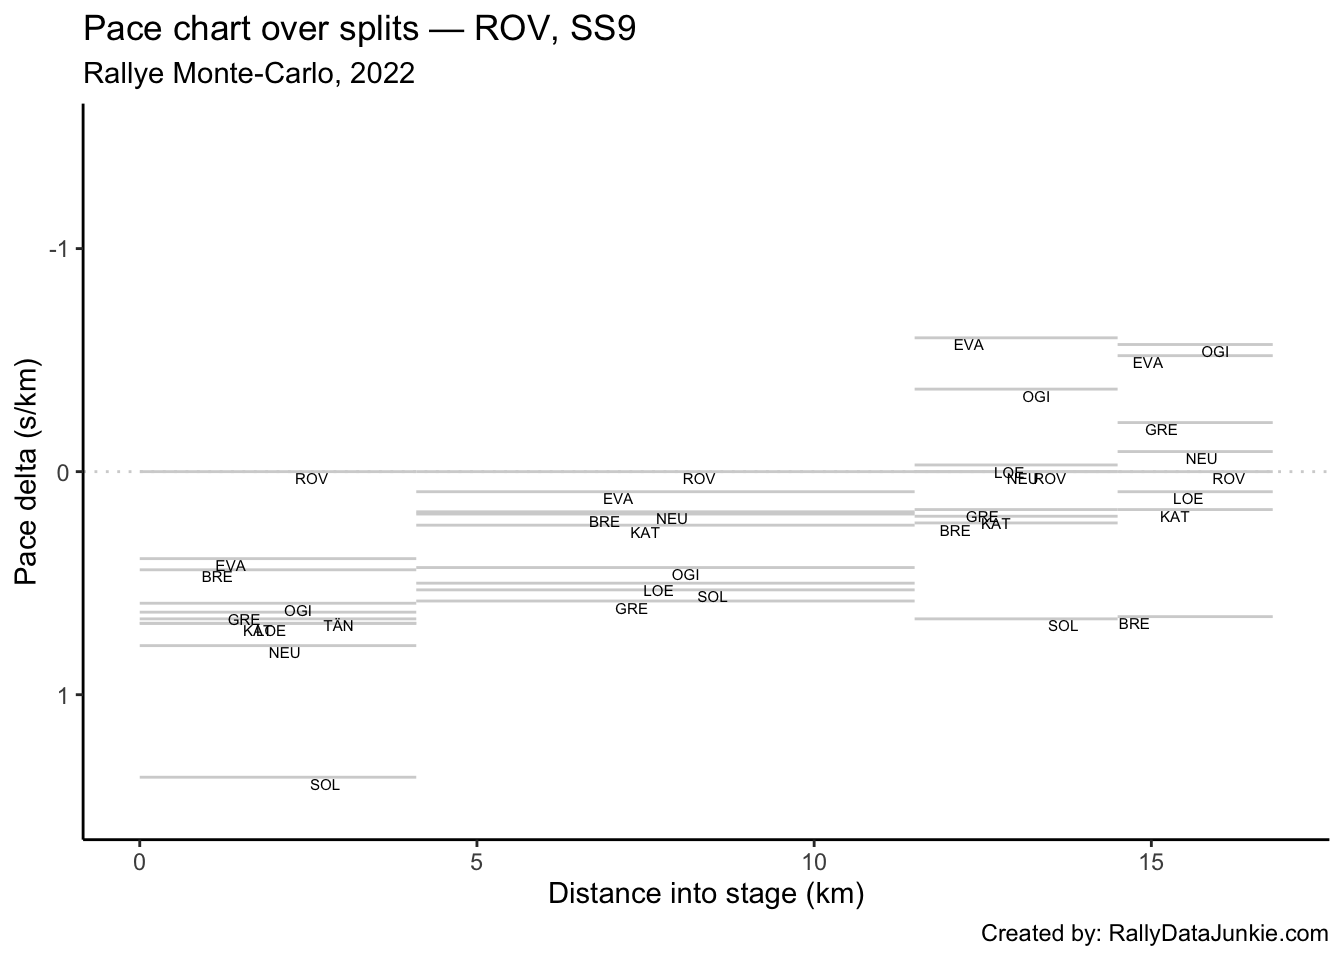 Pace chart over splits — ROV, SS9
Rallye Monte-Carlo, 2022
Pace delta (s/km)
-1
0
1
EVA
OGI
OGI
EVA
GRE
NEU
LOE
NEU
ROV
ROV
ROV
ROV
LOE
EVA
BRE
NEU
KAT
GRE
KAT
BRE
KAT
EVA
BRE
OGI
LOE
SOL
GRE
OGI
GRE
KAT
LOE
TÄN
NEU
SOL
BRE
SOL
0
5
10
15
Distance into stage (km)
Created by: RallyDataJunkie.com